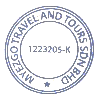 MYEZGO TRAVEL AND TOURS SDN BHD
1223205-K